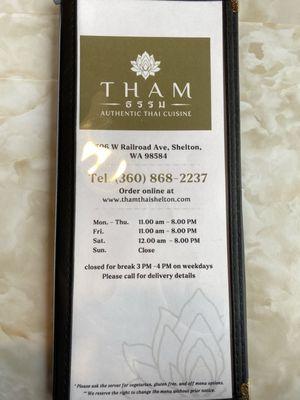 THAM
ธรรม
AUTHENTIC THAI CUISINE
W Railroad Ave, Shelton,
WA 98584
Tel. (360) 868-2237
Order online at
www.thamthaishelton.com
Mon. - Thu. 11.00 am - 8.00 PM
Fri. 11.00 am - 8.00 PM
Sat. 12.00 am - 8.00 PM
Sun. Close
closed for break 3 PM -4 PM on weekdays
Please call for delivery details
* Please ask the server for vegetarian, gluten free, and off menu options.
** We reserve the right to make change without prior notice.